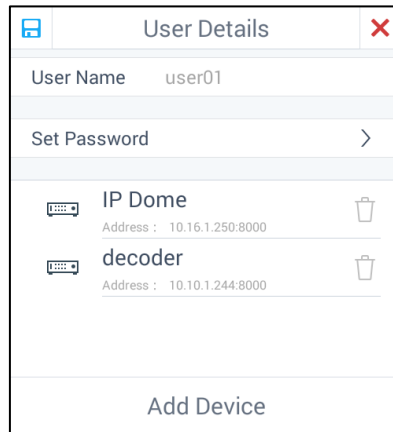 User Details
User Name user01
Set Password
IP Dome
Address : 10.16.1.250:8000
decoder
Address : 10.10.1.244:8000
Add Device